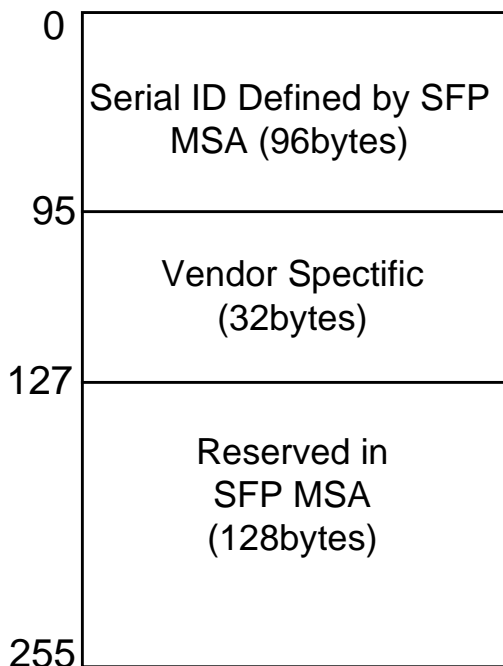 0
Serial ID Defined by SFP
MSA (96bytes)
95
Vendor Spectific
(32bytes)
127
Reserved in
SFP MSA
(128bytes)
255